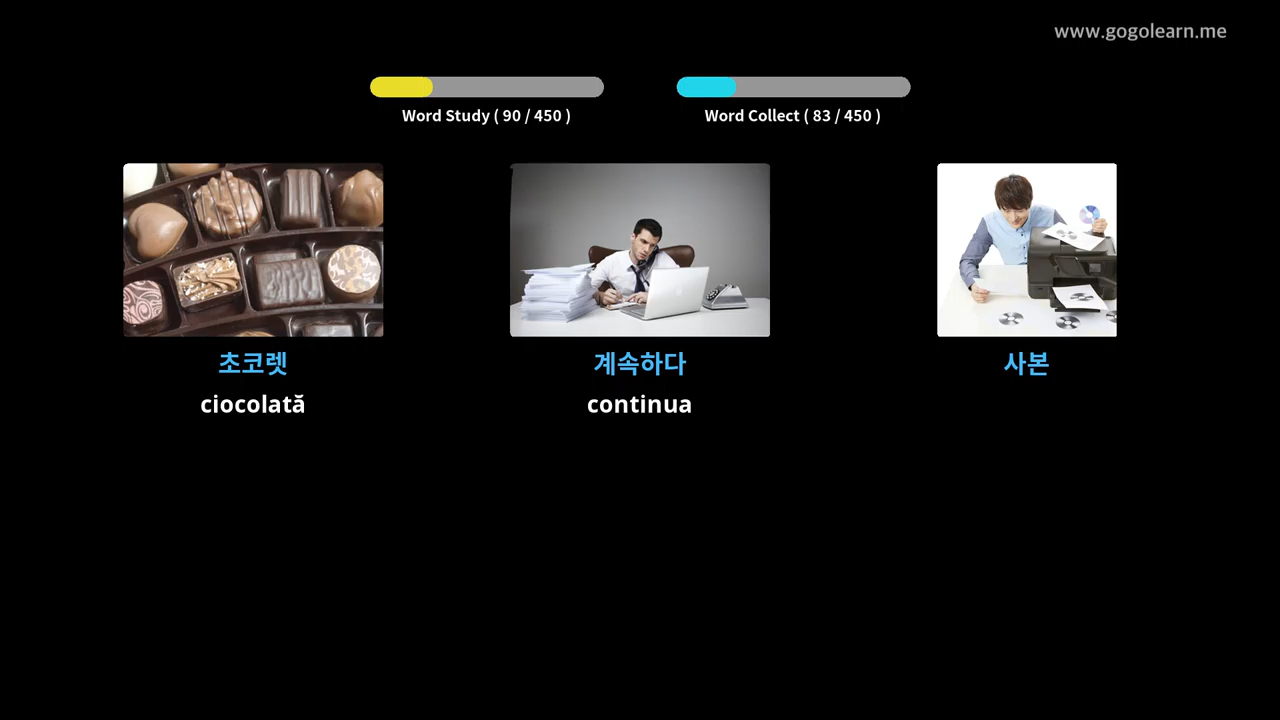 www.gogolearn.me
Word Study ( 90 / 450 )
Word Collect ( 83 / 450 )
초코렛
계속하다
사본
ciocolată
continua